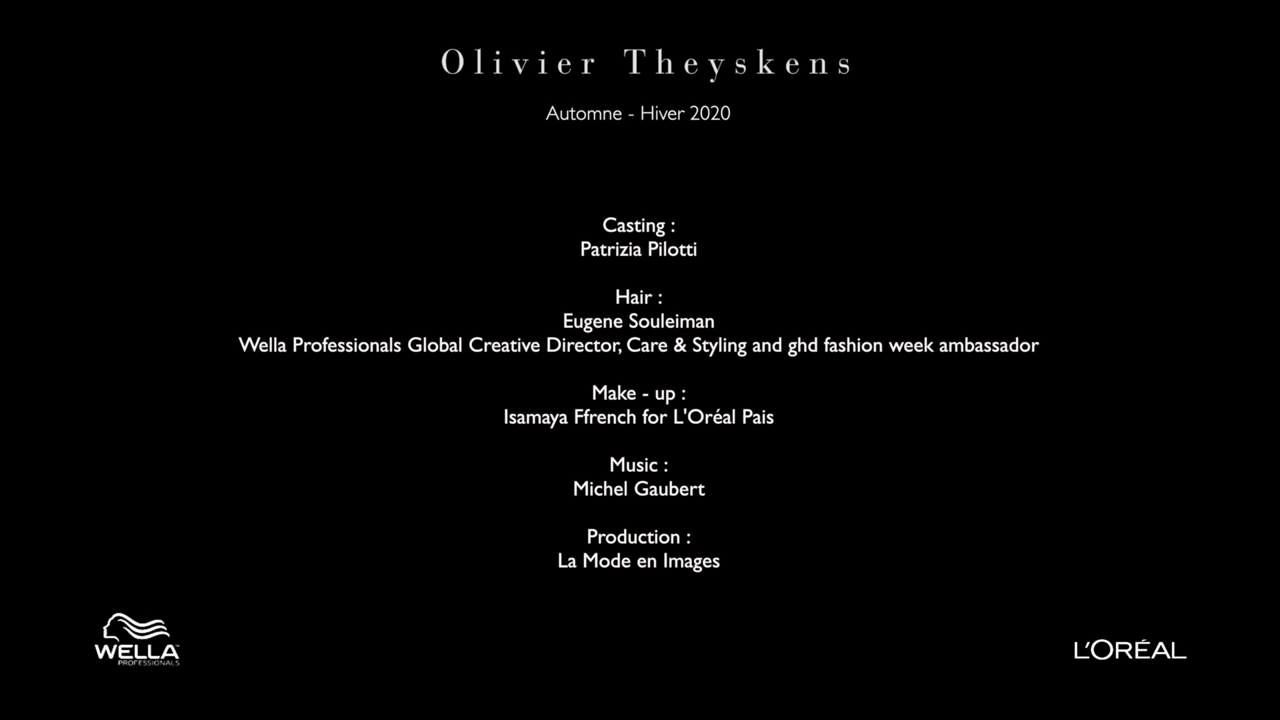 Olivier Theyskens
Automne - Hiver 2020
Casting :
Patrizia Pilotti
Hair :
Eugene Souleiman
Wella Professionals Global Creative Director, Care & Styling and ghd fashion week ambassador
Make - up :
Isamaya Ffrench for L'Oréal Pais
Music :
Michel Gaubert
Production :
La Mode en Images
WELLA
PROFESSIONALS
L'ORÉAL